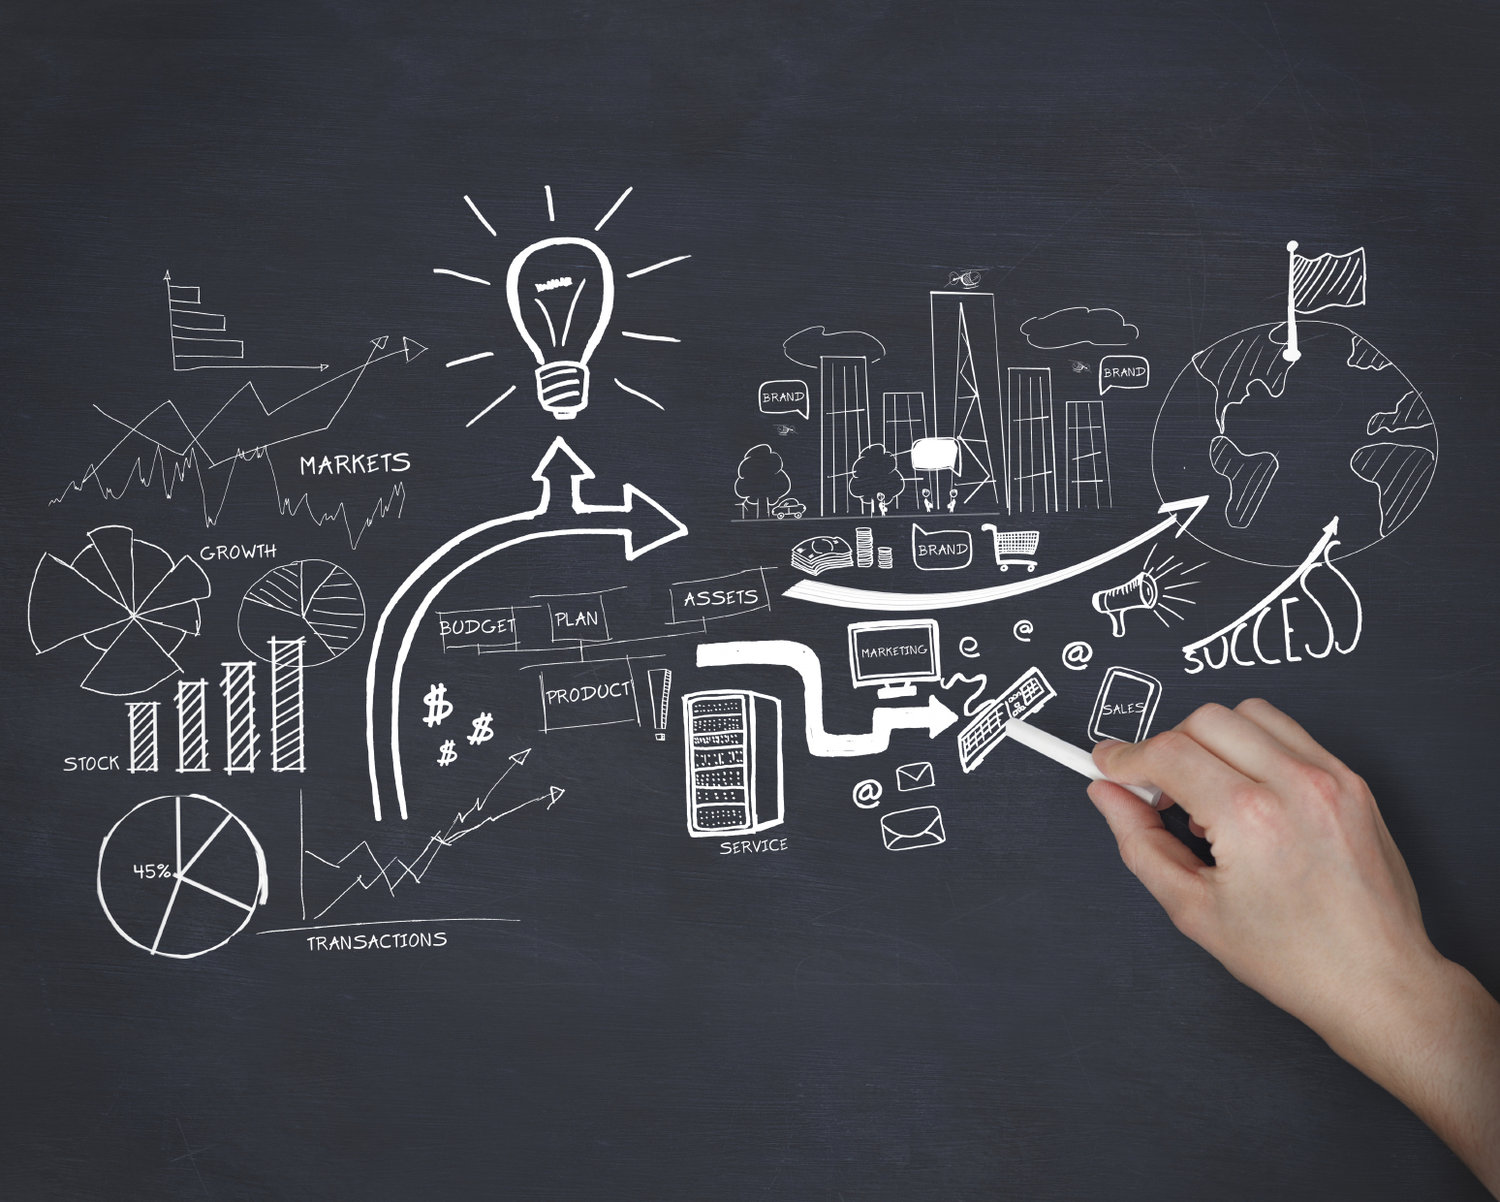 BRAND
BRAND
MARKETS
GROWTH
BRAND
BUDGET
PLAN
ASSETS
MARKETING
@
@
SUCCESS
PRODUCT
$
$
$
SALES
STOCK
@
SERVICE
45%
TRANSACTIONS